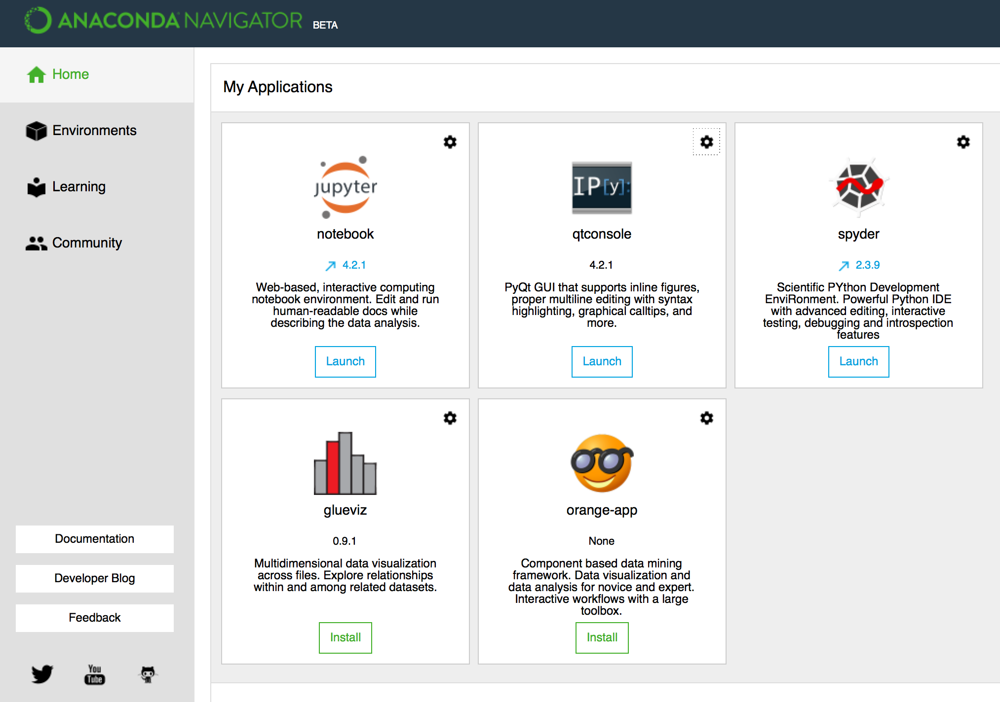 ANACONDA NAVIGATOR BETA
Home
Environments
Learning
Community
Documentation
Developer Blog
Feedback
You
Tube
My Applications
jupyter
notebook
4.2.1
Web-based, interactive computing
notebook environment. Edit and run
human-readable docs while
describing the data analysis.
Launch
IP[y]:
qtconsole
4.2.1
PyQt GUI that supports inline figures,
proper multiline editing with syntax
highlighting, graphical calltips, and
more.
Launch
spyder
2.3.9
Scientific PYthon Development
EnviRonment. Powerful Python IDE
with advanced editing, interactive
testing, debugging and introspection
features
Launch
glueviz
0.9.1
Multidimensional data visualization
across files. Explore relationships
within and among related datasets.
Install
orange-app
None
Component based data mining
framework. Data visualization and
data analysis for novice and expert.
Interactive workflows with a large
toolbox.
Install